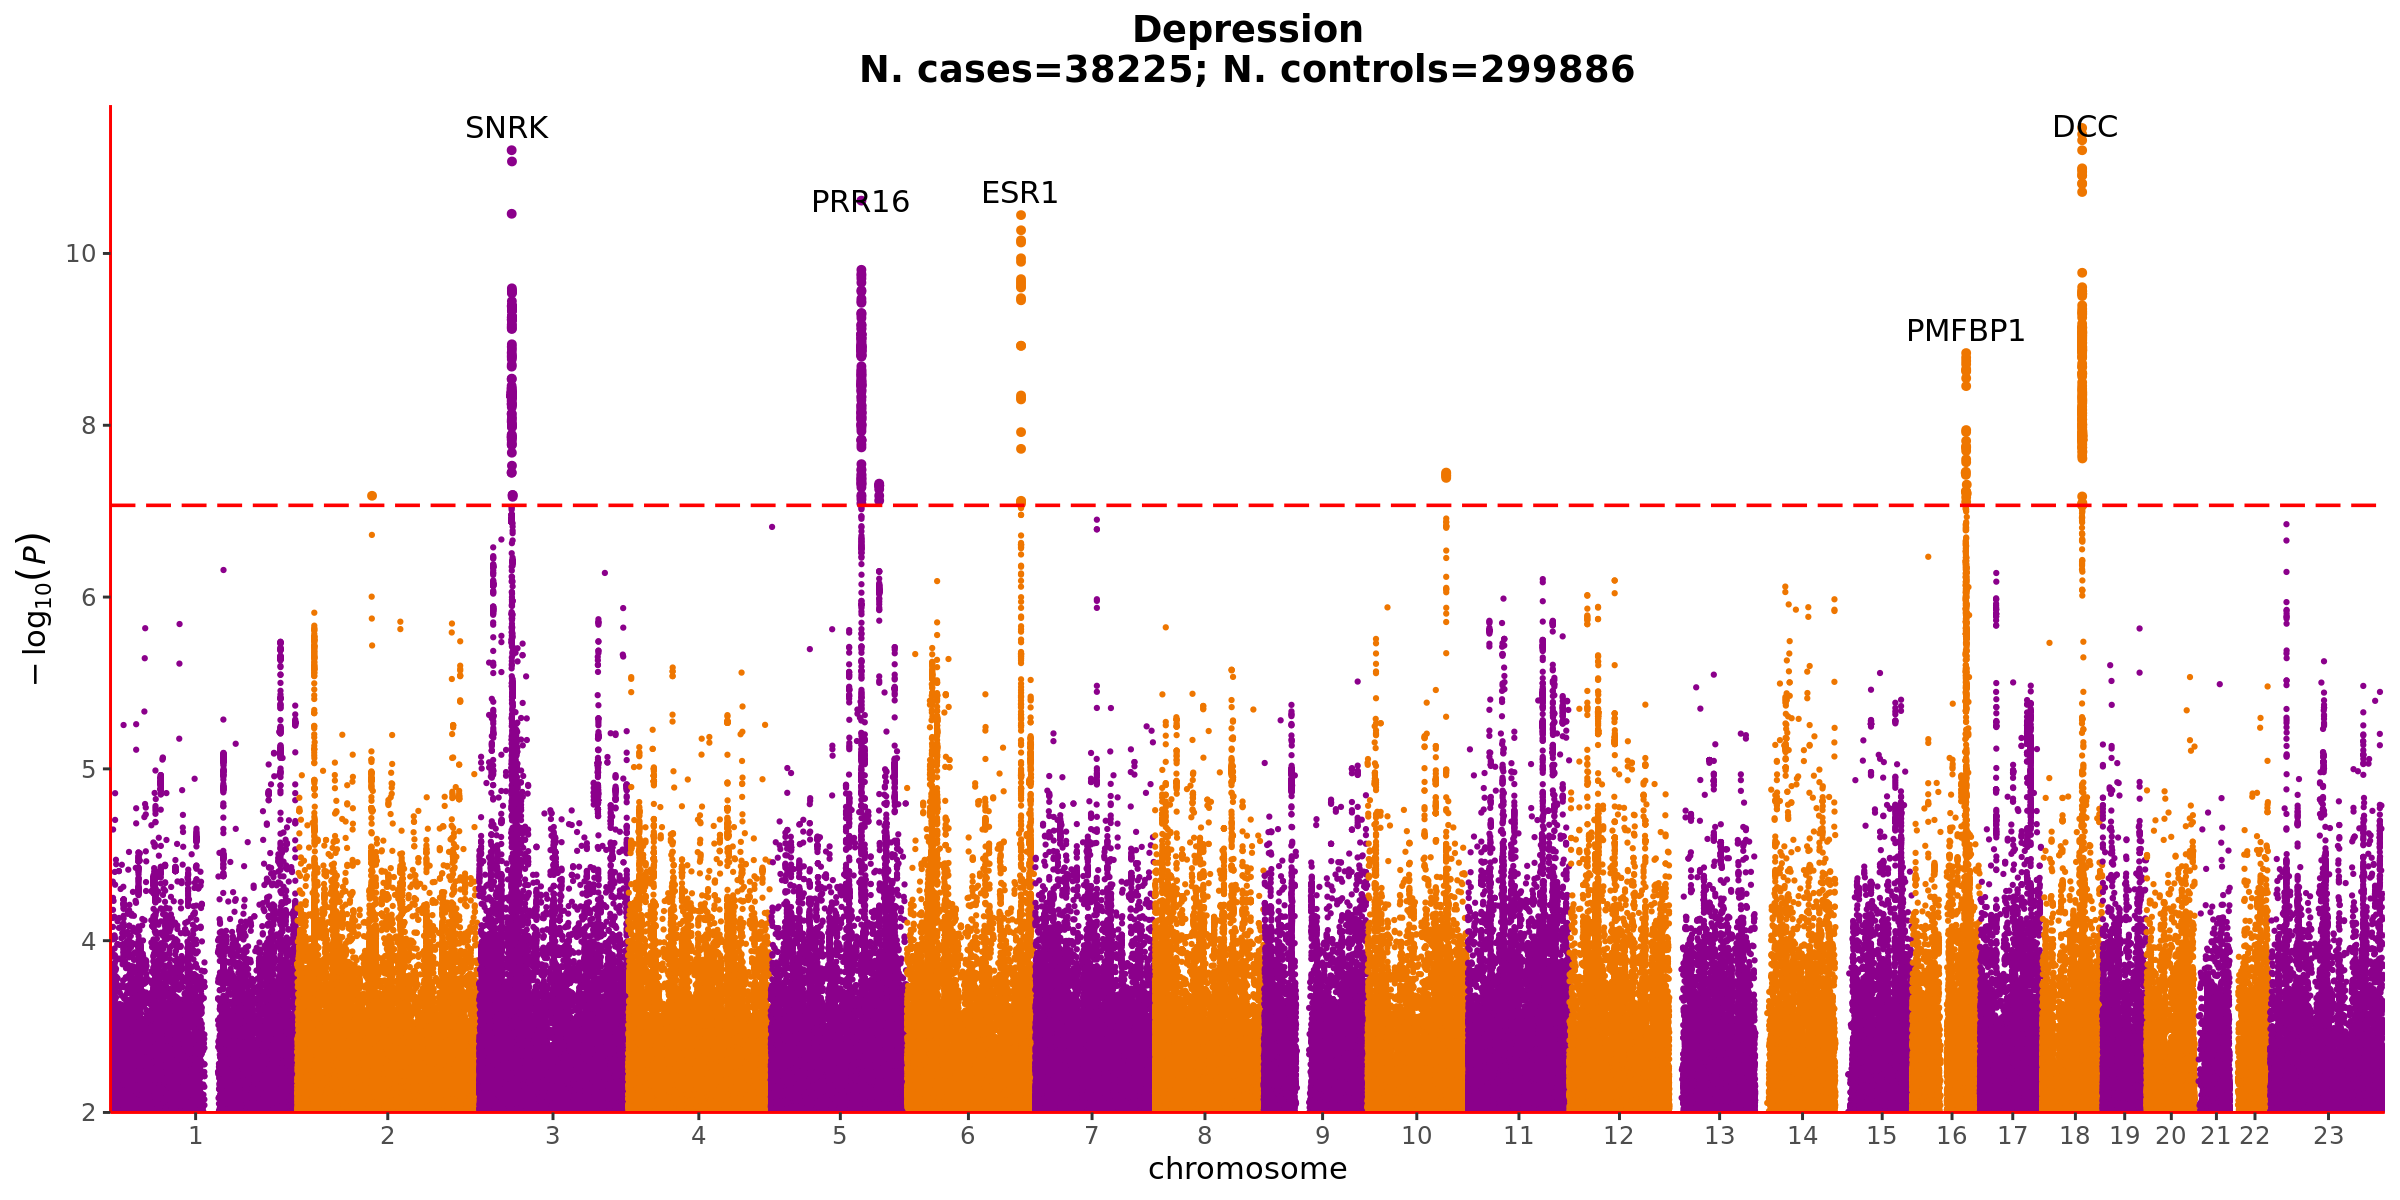 Depression
N. cases=38225; N. controls=299886
SNRK
DCC
ESR1
PRR16
PMFBP1
10
8
6
5
4
2
− log10(P)
1 2 3 4 5 6 7 8 9 10 11 12 13 14 15 16 17 18 19 20 21 22 23
chromosome